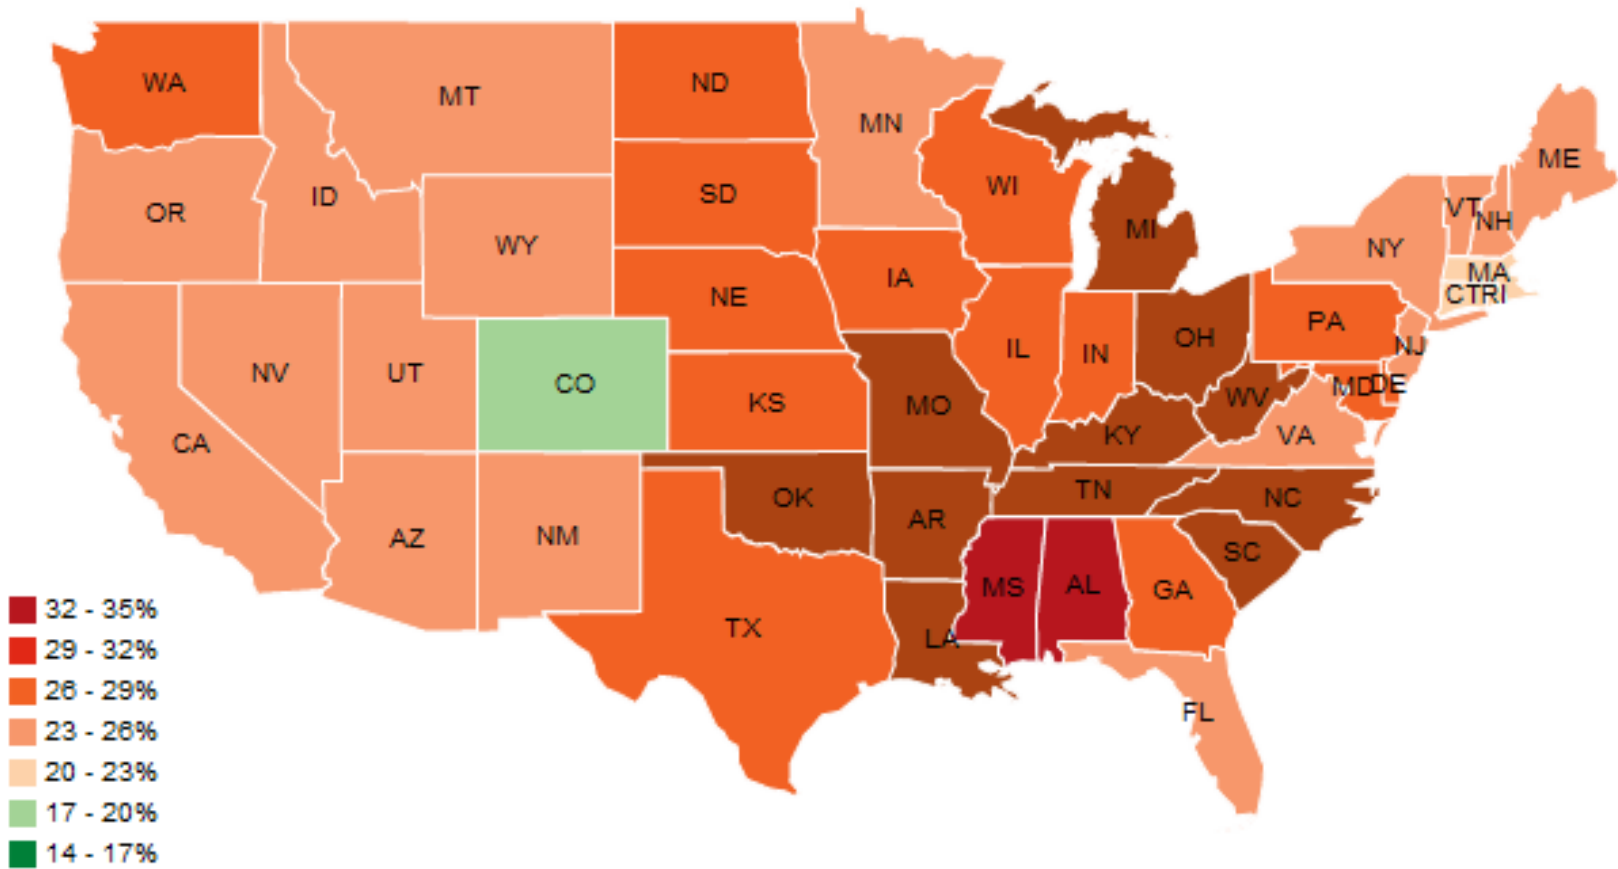 WA
MT
ND
MN
ME
OR
ID
WY
SD
WI
MI
VT
NH
NY
MA
CT
RI
NV
UT
CO
NE
IA
IL
IN
OH
PA
NJ
CA
KS
MO
WV
MD
DE
KY
VA
AZ
NM
OK
AR
TN
NC
SC
TX
LA
MS
AL
GA
FL
32 - 35%
29 - 32%
26 - 29%
23 - 26%
20 - 23%
17 - 20%
14 - 17%